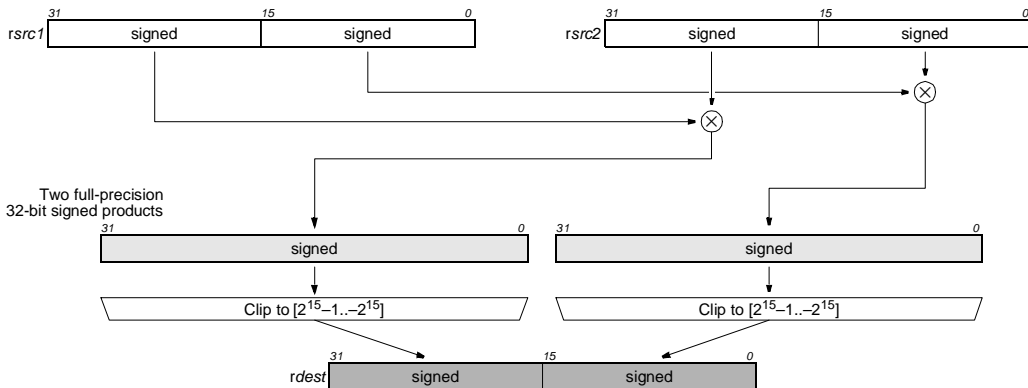 31 15 0 31 15 0
rsrc1 signed signed rsrc2 signed signed
Two full-precision
32-bit signed products
31 0 31 0
signed signed
Clip to [2^15–1..–2^15] Clip to [2^15–1..–2^15]
31 15 0
rdest signed signed